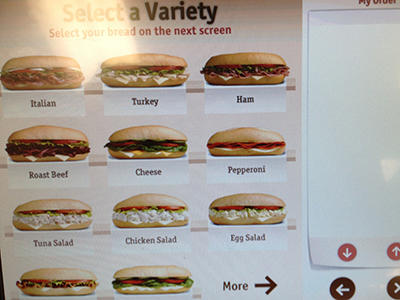 Select a Variety
My Order
Select your bread on the next screen
Italian
Turkey
Ham
Roast Beef
Cheese
Pepperoni
Tuna Salad
Chicken Salad
Egg Salad
More